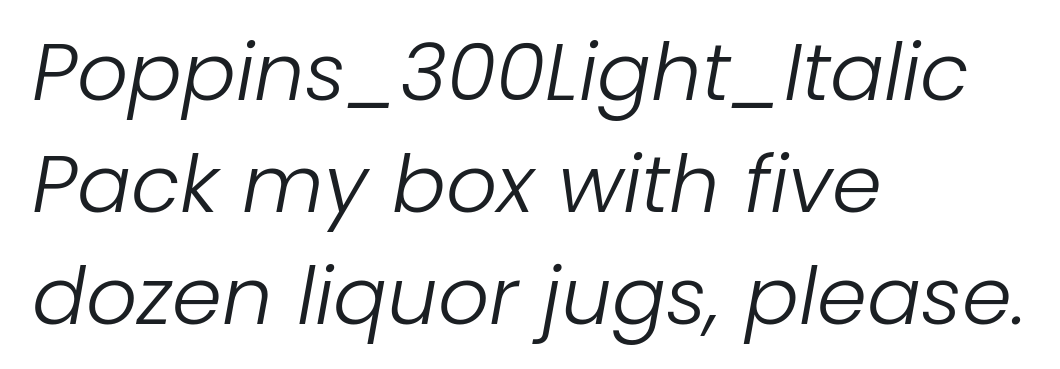 Poppins_300Light_Italic
Pack my box with five
dozen liquor jugs, please.